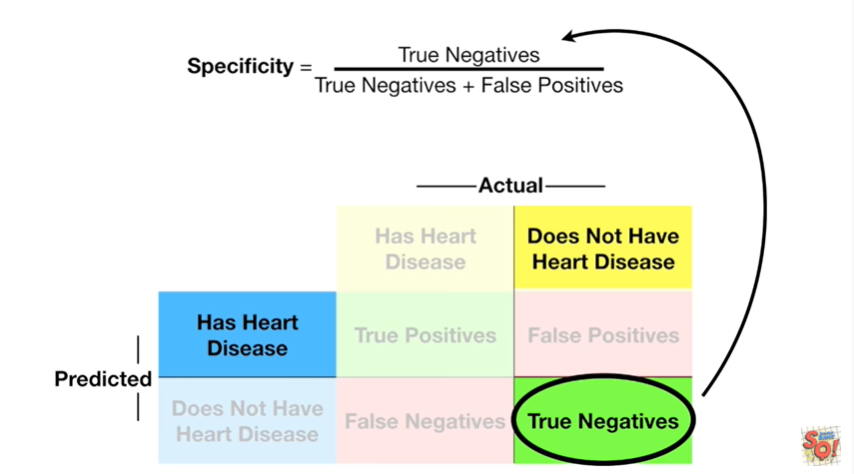 True Negatives
Specificity =
True Negatives + False Positives
Actual
Has Heart
Disease
Does Not Have
Heart Disease
Has Heart
Disease
True Positives
False Positives
Predicted
Does Not Have
Heart Disease
False Negatives
True Negatives
SQ!